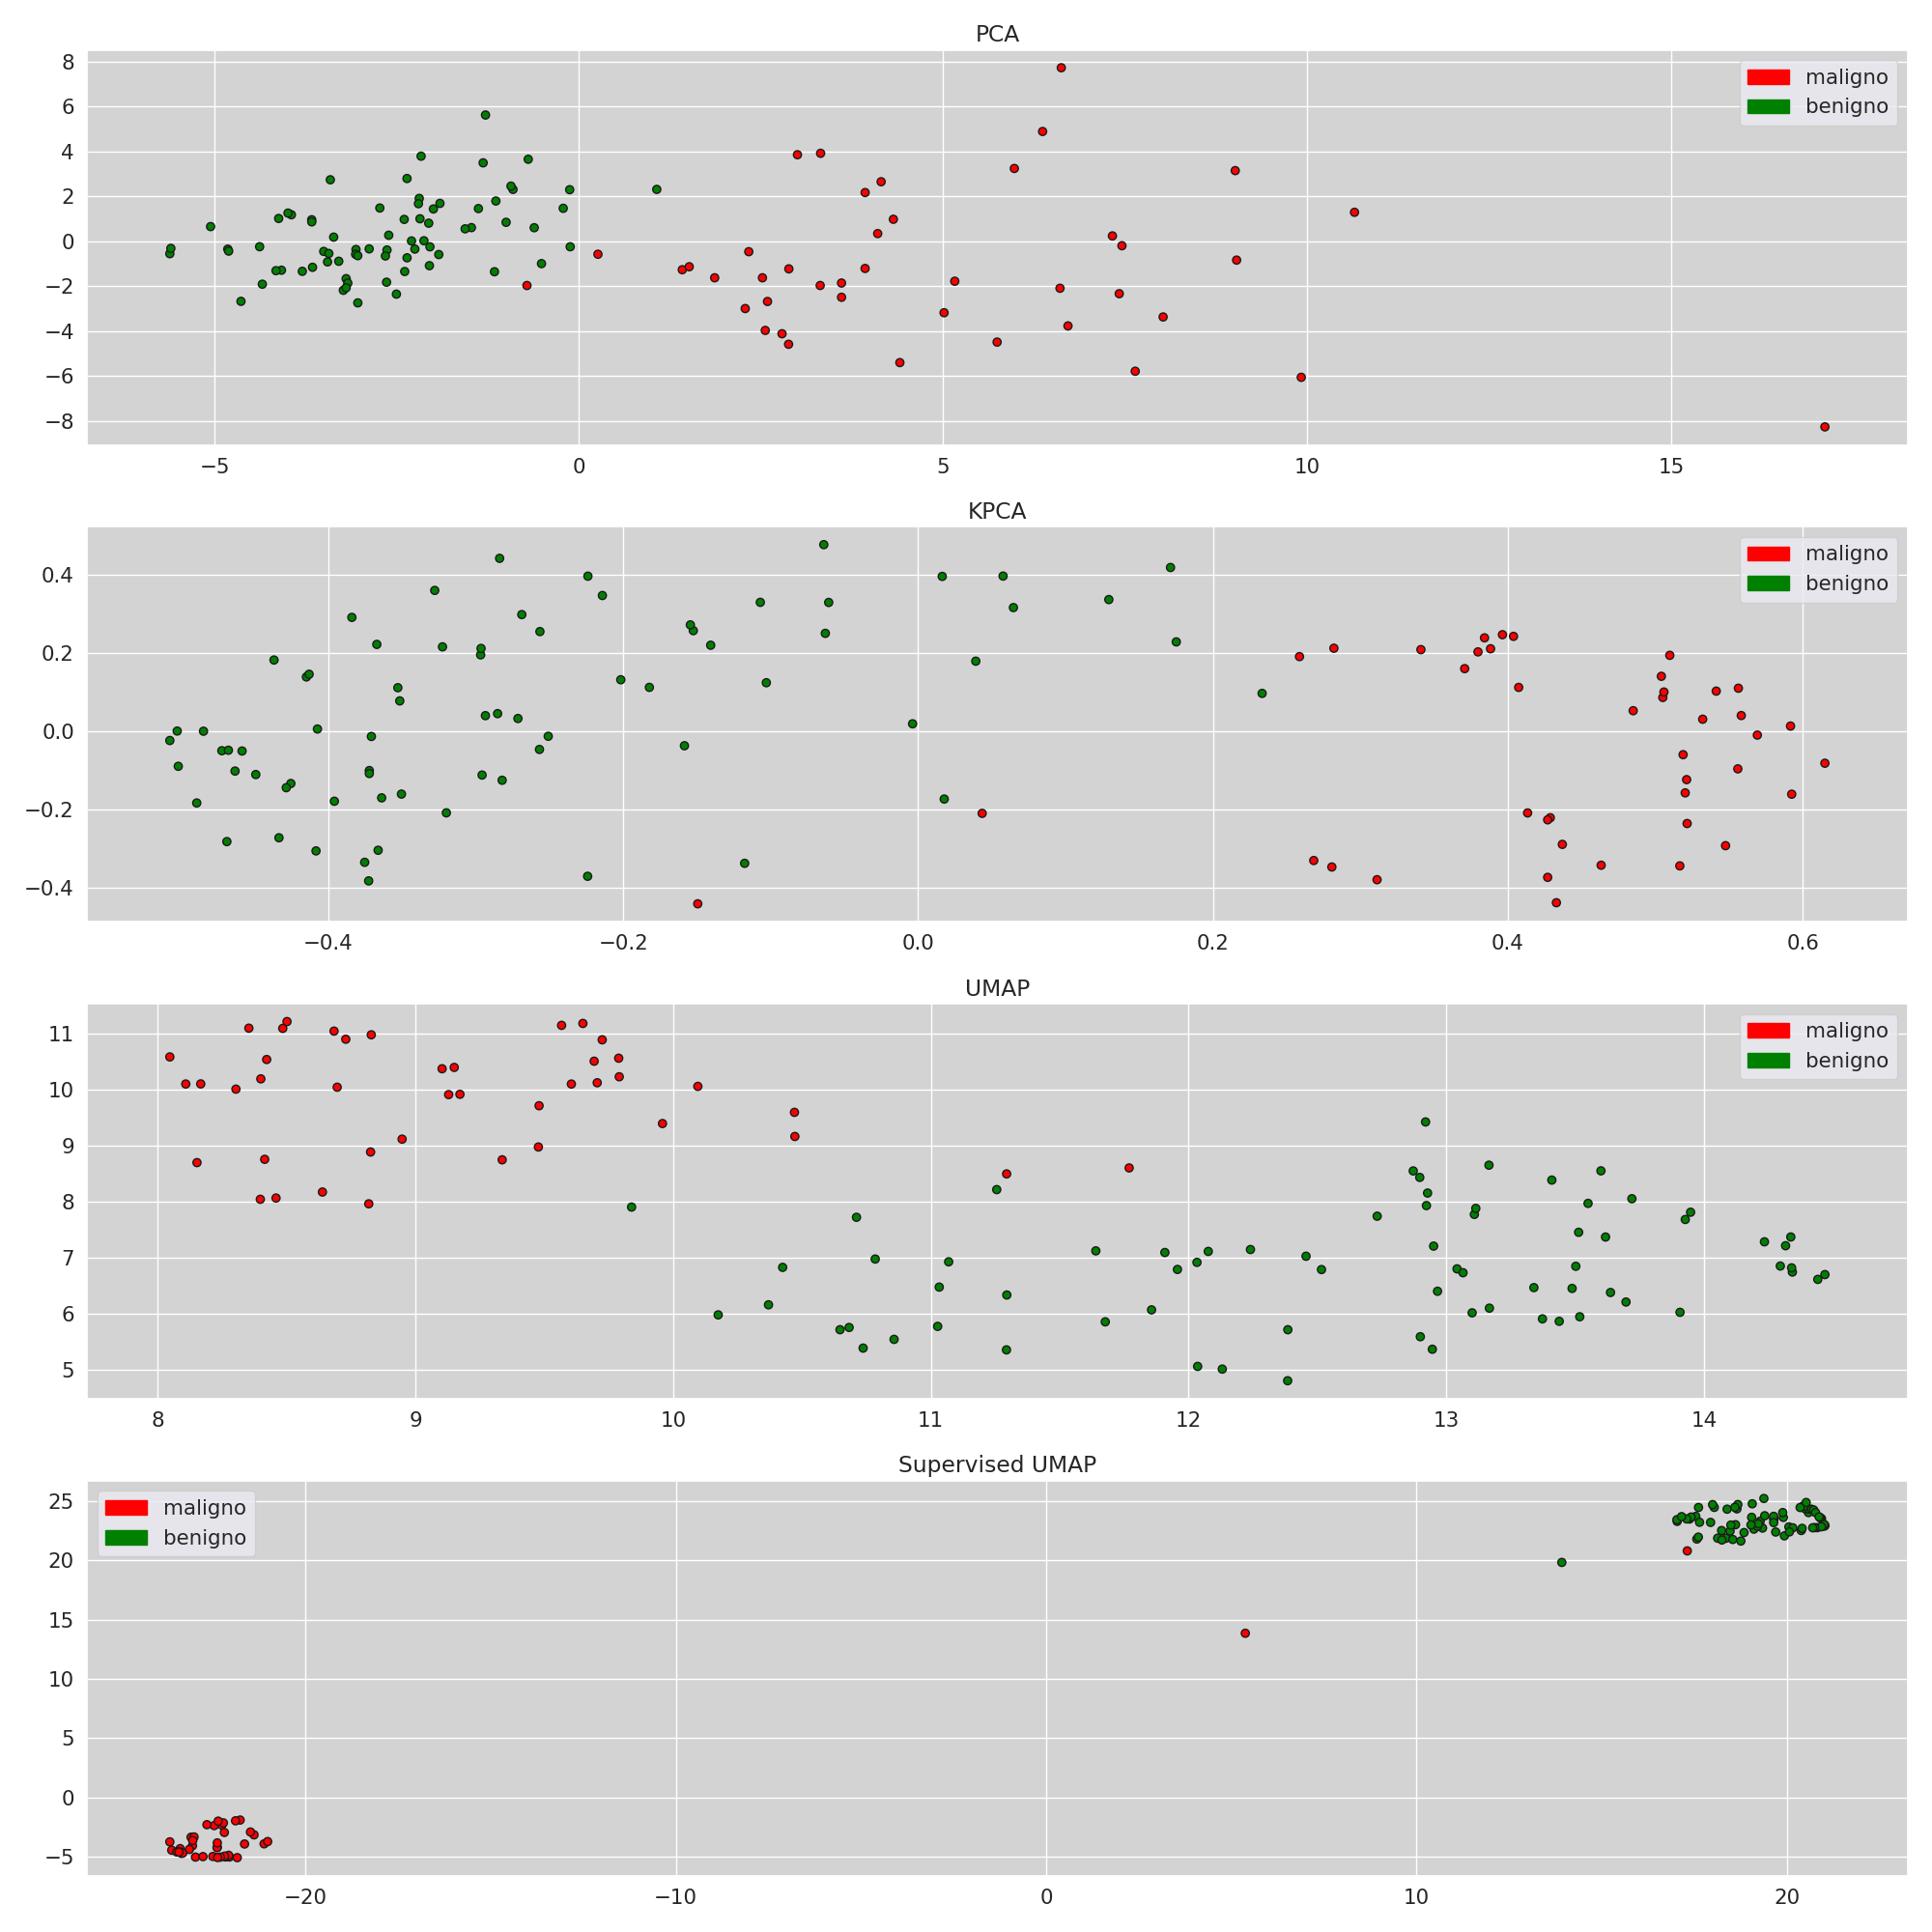 PCA
maligno
benigno
8
6
4
2
0
−2
−4
−6
−8
−5 0 5 10 15
KPCA
maligno
benigno
0.4
0.2
0.0
−0.2
−0.4
−0.4 −0.2 0.0 0.2 0.4 0.6
UMAP
maligno
benigno
11
10
9
8
7
6
5
8 9 10 11 12 13 14
Supervised UMAP
maligno
benigno
25
20
15
10
5
0
−5
−20 −10 0 10 20